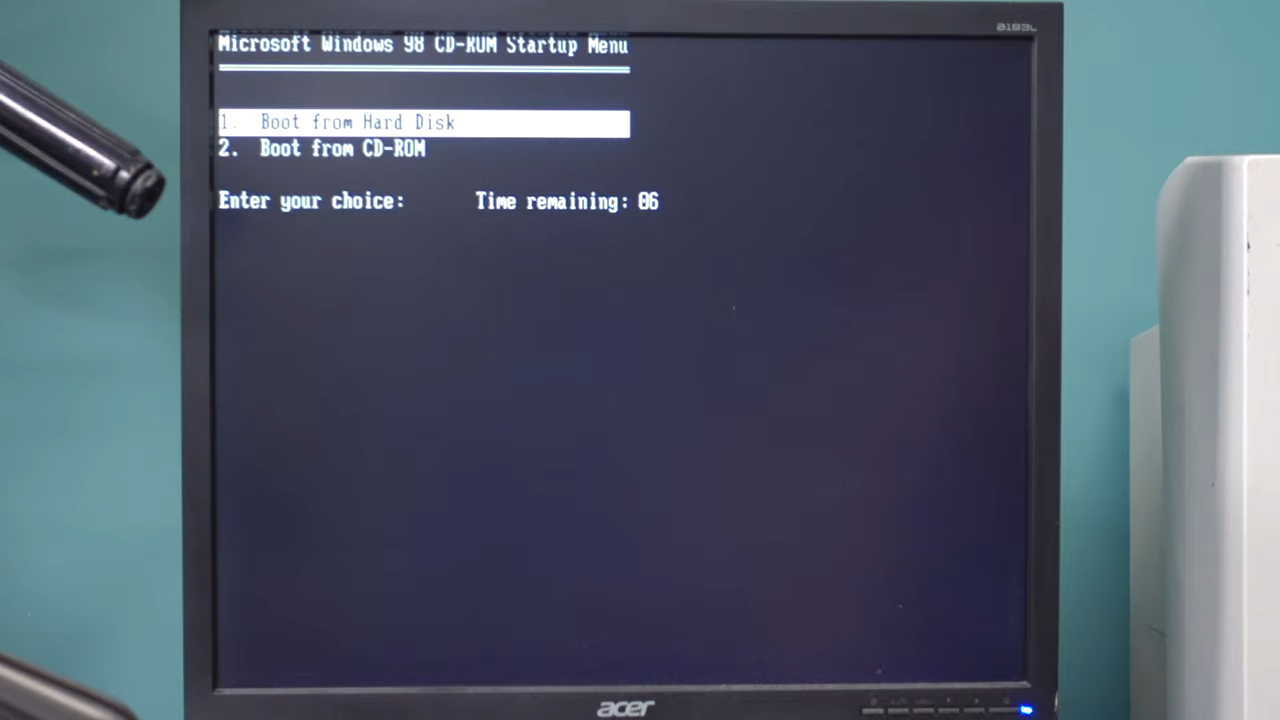 B193L
Microsoft Windows 98 CD-ROM Startup Menu
1. Boot from Hard Disk
2. Boot from CD-ROM
Enter your choice: Time remaining: 06
acer